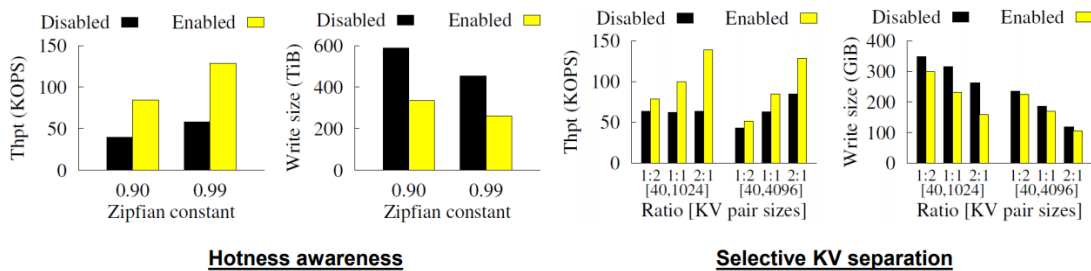 Disabled Enabled
Thpt (KOPS)
150
100
50
0
0.90 0.99
Zipfian constant
Disabled Enabled
Write size (TiB)
600
400
200
0
0.90 0.99
Zipfian constant
Hotness awareness
Disabled Enabled
Thpt (KOPS)
150
100
50
0
1:2 1:1 2:1 1:2 1:1 2:1
[40,1024] [40,4096]
Ratio [KV pair sizes]
Disabled Enabled
Write size (GiB)
400
300
200
100
0
1:2 1:1 2:1 1:2 1:1 2:1
[40,1024] [40,4096]
Ratio [KV pair sizes]
Selective KV separation